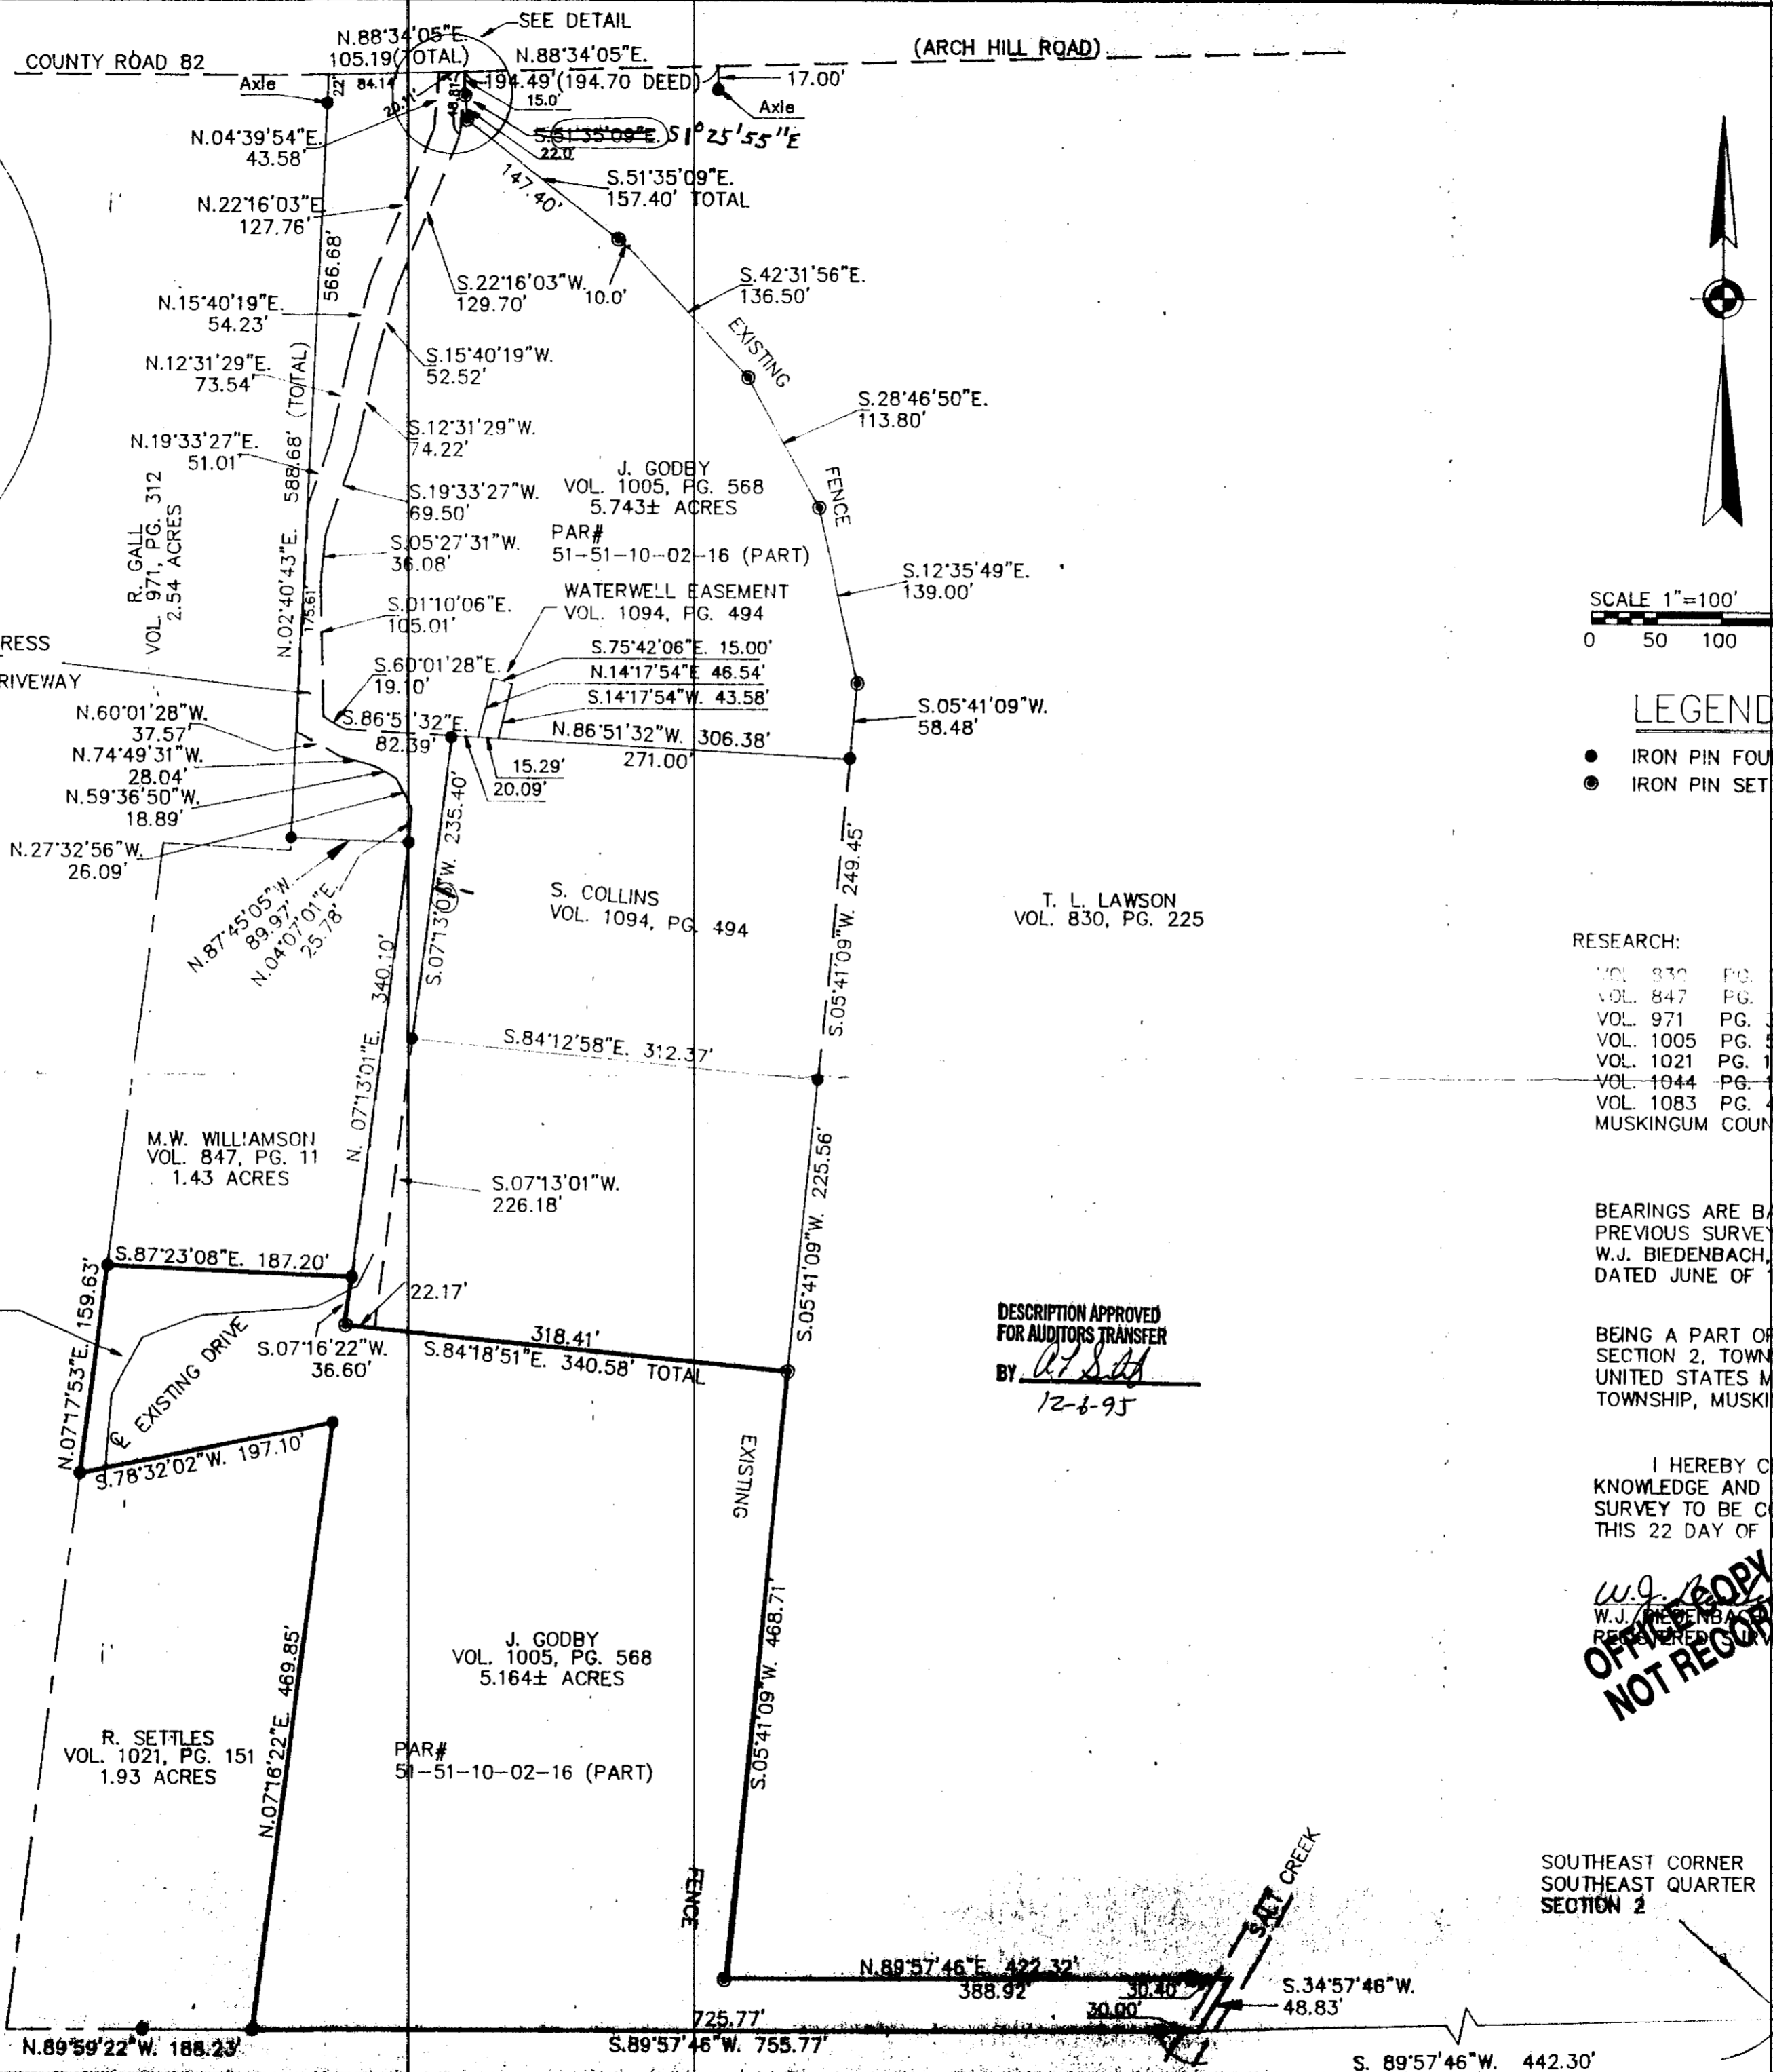 SEE DETAIL
N.88°34'05"E.
105.19(TOTAL)
COUNTY ROAD 82
N.88°34'05"E.
194.49'(194.70 DEED)
(ARCH HILL ROAD)
17.00'
Axle
Axle
22'
84.14'
20.11'
48.81'
15.0'
N.04°39'54"E.
43.58'
S.51°35'09"E.
S1°25'55"E
22.0'
S.51°35'09"E.
157.40' TOTAL
147.40'
N.22°16'03"E.
127.76'
566.68'
S.22°16'03"W.
129.70'
10.0'
S.42°31'56"E.
136.50'
N.15°40'19"E.
54.23'
EXISTING
S.15°40'19"W.
52.52'
N.12°31'29"E.
73.54'
N.02°40'43"E. 588.68' (TOTAL)
S.28°46'50"E.
113.80'
S.12°31'29"W.
74.22'
N.19°33'27"E.
51.01'
J. GODBY
VOL. 1005, PG. 568
5.743± ACRES
FENCE
S.19°33'27"W.
69.50'
R. GALL
VOL 971, PG. 312
2.54 ACRES
PAR#
51-51-10-02-16 (PART)
S.05°27'31"W.
36.08'
S.12°35'49"E.
139.00'
WATERWELL EASEMENT
VOL. 1094, PG. 494
SCALE 1"=100'
0 50 100
175.61'
S.01°10'06"E.
105.01'
RESS
RIVEWAY
S.75°42'06"E. 15.00'
N.14°17'54"E 46.54'
S.14°17'54"W. 43.58'
S.60°01'28"E.
19.10'
S.05°41'09"W.
58.48'
LEGEND
N.60°01'28"W.
37.57'
S.86°51'32"E.
82.39'
N.86°51'32"W. 306.38'
271.00'
IRON PIN FOU
IRON PIN SET
N.74°49'31"W.
28.04'
15.29'
20.09'
N.59°36'50"W.
18.89'
N.27°32'56"W.
26.09'
S.07°13'01"W. 235.40'
S.05°41'09"W. 249.45'
N.87°45'05"W.
89.97'
N.04°07'01"E.
25.78'
S. COLLINS
VOL. 1094, PG. 494
T. L. LAWSON
VOL. 830, PG. 225
RESEARCH:
VOL 830 PG.
VOL. 847 PG.
VOL. 971 PG. 3
VOL. 1005 PG. 5
VOL. 1021 PG. 1
VOL. 1044 PG. 1
VOL. 1083 PG. 4
MUSKINGUM COUN
N. 07°13'01"E. 340.10'
S.84°12'58"E. 312.37'
M.W. WILLIAMSON
VOL. 847, PG. 11
1.43 ACRES
S.07°13'01"W.
226.18'
S.05°41'09"W. 225.56'
BEARINGS ARE BA
PREVIOUS SURVEY
W.J. BIEDENBACH,
DATED JUNE OF 1
S.87°23'08"E. 187.20'
22.17'
N.07°17'53"E. 159.63'
S.07°16'22"W.
36.60'
318.41'
S.84°18'51"E. 340.58' TOTAL
DESCRIPTION APPROVED
FOR AUDITORS TRANSFER
BY
12-6-95
BEING A PART OF
SECTION 2, TOWN
UNITED STATES M
TOWNSHIP, MUSKI
℄ EXISTING DRIVE
S.78°32'02"W. 197.10'
EXISTING
I HEREBY C
KNOWLEDGE AND
SURVEY TO BE CO
THIS 22 DAY OF
W.J.
W.J. BIEDENBACH
REGISTERED SURV
OFFICE COPY
NOT RECOR
J. GODBY
VOL. 1005, PG. 568
5.164± ACRES
N.07°16'22"E. 469.85'
S.05°41'09"W. 468.71'
R. SETTLES
VOL. 1021, PG. 151
1.93 ACRES
PAR#
51-51-10-02-16 (PART)
FENCE
SALT CREEK
SOUTHEAST CORNER
SOUTHEAST QUARTER
SECTION 2
N.89°57'46"E. 422.32'
388.92'
30.40'
S.34°57'46"W.
48.83'
30.00'
725.77'
N.89°59'22"W. 188.23'
S.89°57'46"W. 755.77'
S. 89°57'46"W. 442.30'